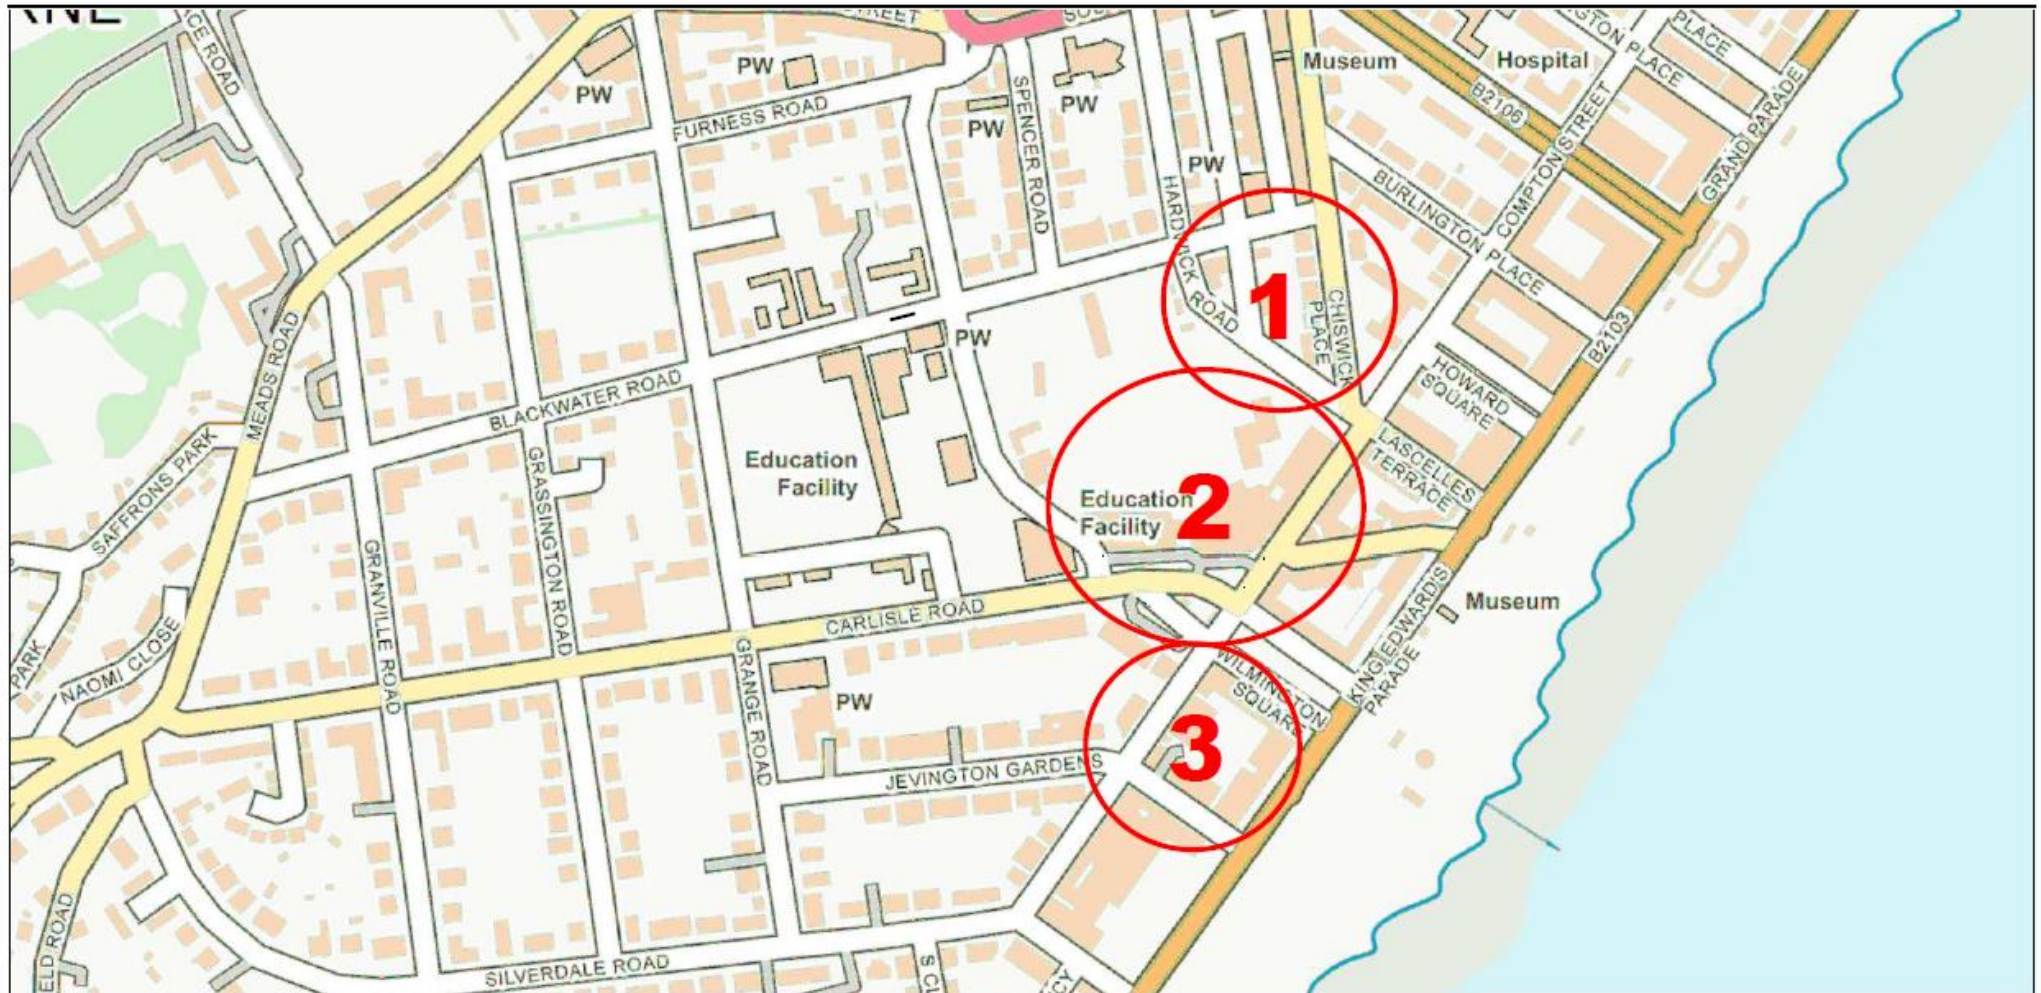 PW
Museum
Hospital
PLACE
PW
B2106
FURNESS ROAD
PW
PW
SPENCER ROAD
COMPTON STREET
GRAND PARADE
PW
BURLINGTON PLACE
HARDWICK ROAD
1
CHISWICK
PLACE
MEADS ROAD
PW
B2103
BLACKWATER ROAD
HOWARD
SQUARE
SAFFRONS PARK
GRASSINGTON ROAD
Education
Facility
LASCELLES
TERRACE
Education
Facility
2
GRANVILLE ROAD
Museum
CARLISLE ROAD
KING EDWARDS
PARADE
PARK
NAOMI CLOSE
GRANGE ROAD
WILMINGTON
SQUARE
PW
3
JEVINGTON GARDENS
SILVERDALE ROAD